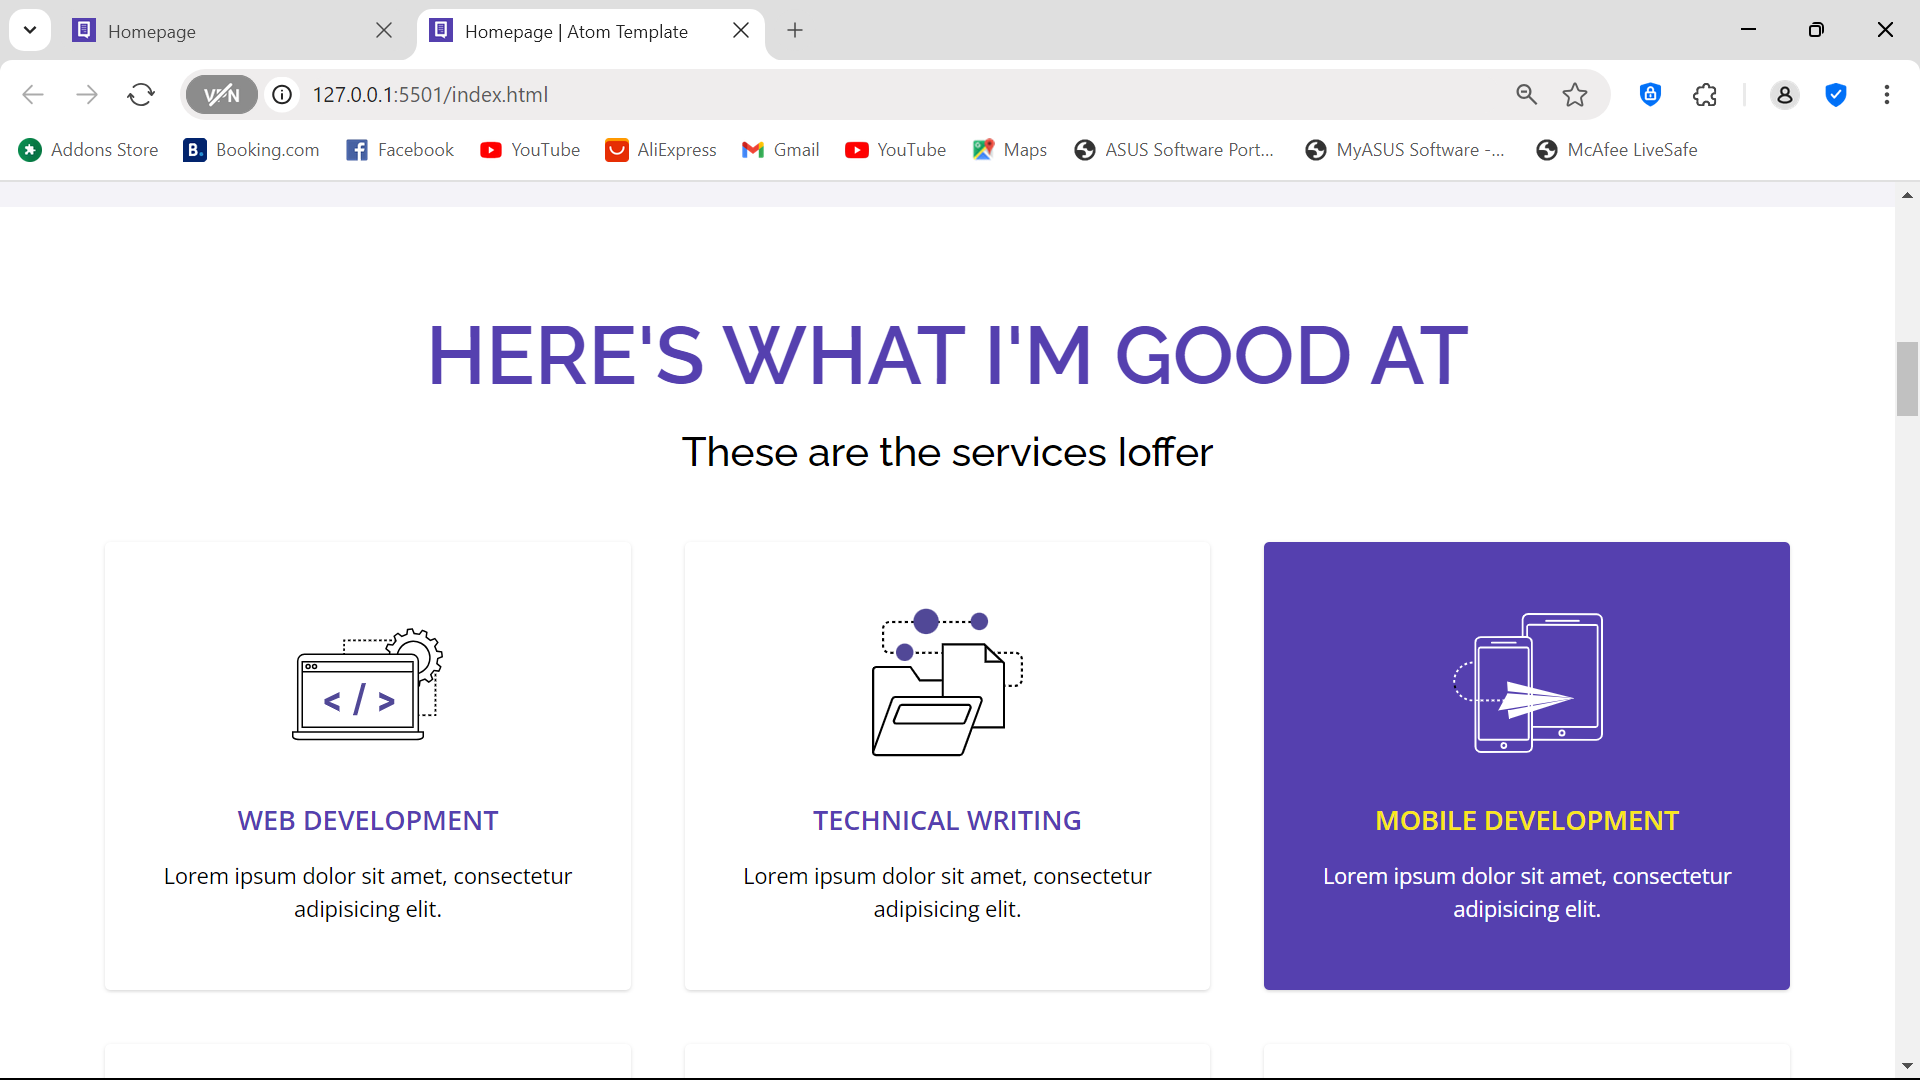 Homepage
Homepage | Atom Template
VPN
127.0.0.1:5501/index.html
Addons Store
B.
Booking.com
Facebook
YouTube
AliExpress
Gmail
YouTube
Maps
ASUS Software Port...
MyASUS Software -...
McAfee LiveSafe
HERE'S WHAT I'M GOOD AT
These are the services Ioffer
</>
WEB DEVELOPMENT
Lorem ipsum dolor sit amet, consectetur
adipisicing elit.
TECHNICAL WRITING
Lorem ipsum dolor sit amet, consectetur
adipisicing elit.
MOBILE DEVELOPMENT
Lorem ipsum dolor sit amet, consectetur
adipisicing elit.